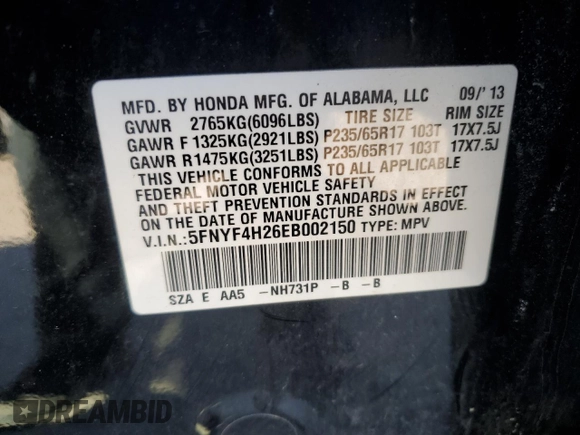 MFD. BY HONDA MFG. OF ALABAMA, LLC 09/'13
GVWR 2765KG(6096LBS) TIRE SIZE RIM SIZE
GAWR F 1325KG(2921LBS) P235/65R17 103T 17X7.5J
GAWR R 1475KG(3251LBS) P235/65R17 103T 17X7.5J
THIS VEHICLE CONFORMS TO ALL APPLICABLE
FEDERAL MOTOR VEHICLE SAFETY
AND THEFT PREVENTION STANDARDS IN EFFECT
ON THE DATE OF MANUFACTURE SHOWN ABOVE.
V.I.N.:5FNYF4H26EB002150 TYPE: MPV
SZA E AA5 -NH731P -B -B
DREAMBID